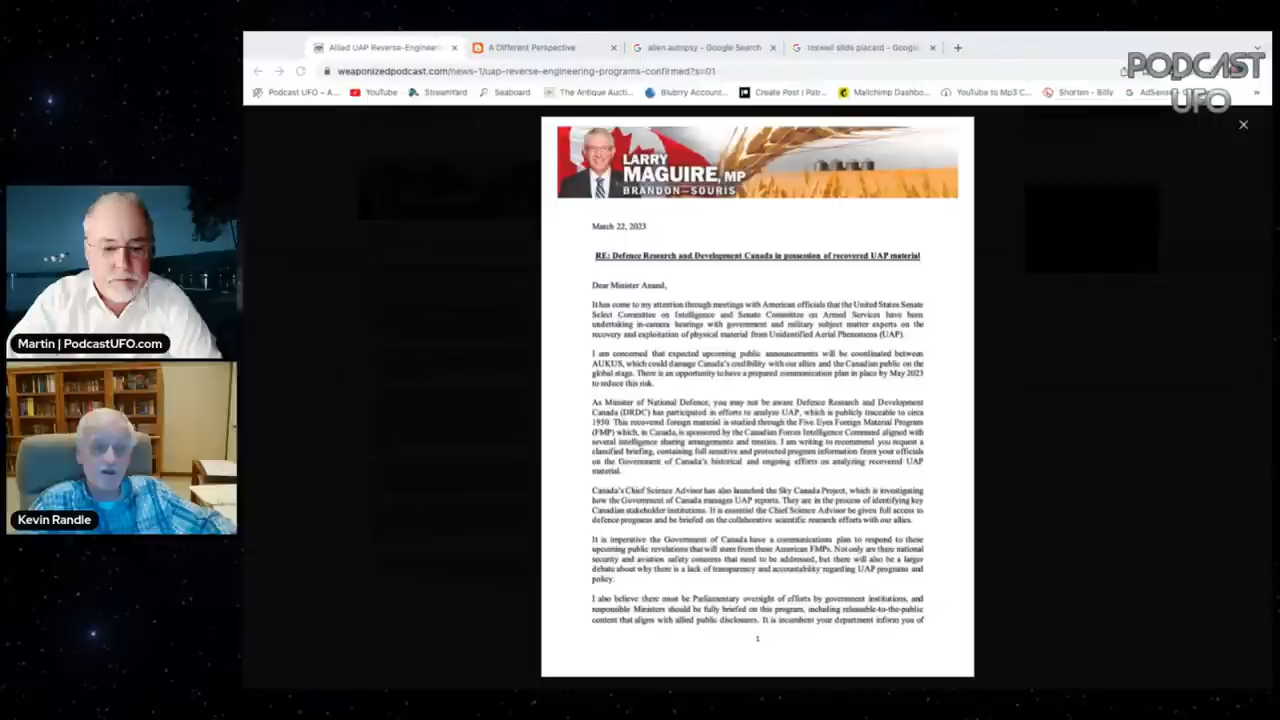 Allied UAP Reverse-Engineeri
A Different Perspective
alien autopsy - Google Search
roswell slide placard - Google
weaponizedpodcast.com/news-1/uap-reverse-engineering-programs-confirmed?s=01
PODCAST
UFO
Podcast UFO – A...
YouTube
StreamYard
Seaboard
The Antique Aucti...
Blubrry Account...
Create Post | Patr...
Mailchimp Dashbo...
YouTube to Mp3 C...
Shorten - Bitly
AdSense
LARRY
MAGUIRE, MP
BRANDON—SOURIS
March 22, 2023
RE: Defence Research and Development Canada in possession of recovered UAP material
Dear Minister Anand,
It has come to my attention through meetings with American officials that the United States Senate
Select Committee on Intelligence and Senate Committee on Armed Services have been
undertaking in-camera hearings with government and military subject matter experts on the
recovery and exploitation of physical material from Unidentified Aerial Phenomena (UAP).
I am concerned that expected upcoming public announcements will be coordinated between
AUKUS, which could damage Canada's credibility with our allies and the Canadian public on the
global stage. There is an opportunity to have a prepared communication plan in place by May 2023
to reduce this risk.
As Minister of National Defence, you may not be aware Defence Research and Development
Canada (DRDC) has participated in efforts to analyze UAP, which is publicly traceable to circa
1950. This recovered foreign material is studied through the Five Eyes Foreign Material Program
(FMP) which, in Canada, is sponsored by the Canadian Forces Intelligence Command aligned with
several intelligence sharing arrangements and treaties. I am writing to recommend you request a
classified briefing, containing full sensitive and protected program information from your officials
on the Government of Canada's historical and ongoing efforts on analyzing recovered UAP
material.
Canada's Chief Science Advisor has also launched the Sky Canada Project, which is investigating
how the Government of Canada manages UAP reports. They are in the process of identifying key
Canadian stakeholder institutions. It is essential the Chief Science Advisor be given full access to
defence programs and be briefed on the collaborative scientific research efforts with our allies.
It is imperative the Government of Canada have a communications plan to respond to these
upcoming public revelations that will stem from these American FMPs. Not only are there national
security and aviation safety concerns that need to be addressed, but there will also be a larger
debate about why there is a lack of transparency and accountability regarding UAP programs and
policy.
I also believe there must be Parliamentary oversight of efforts by government institutions, and
responsible Ministers should be fully briefed on this program, including releasable-to-the-public
content that aligns with allied public disclosures. It is incumbent your department inform you of
1
Martin | PodcastUFO.com
Kevin Randle